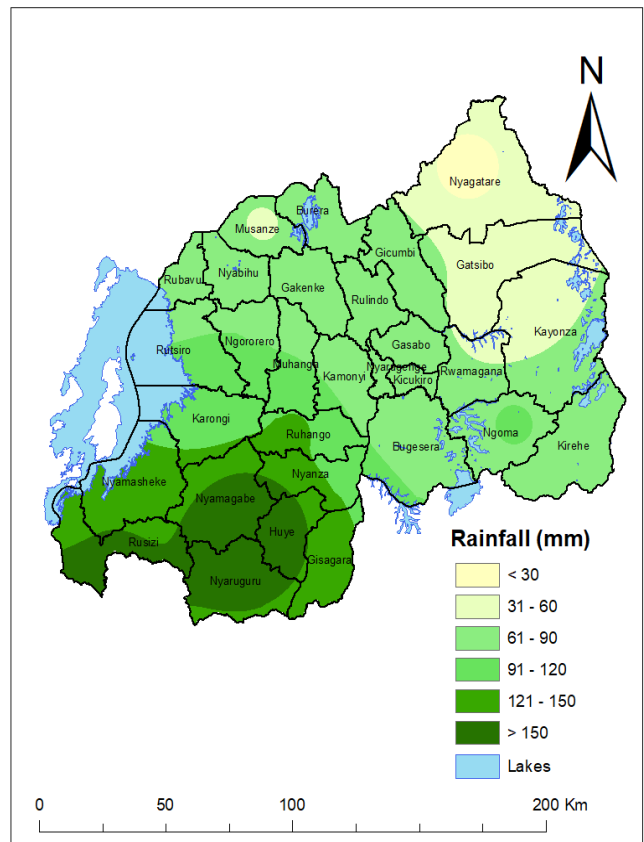 N
Nyagatare
Burera
Musanze
Gicumbi
Gatsibo
Rubavu
Nyabihu
Gakenke
Rulindo
Kayonza
Rutsiro
Ngororero
Gasabo
Muhanga
Nyarugenge
Rwamagana
Kamonyi
Kicukiro
Karongi
Ruhango
Bugesera
Ngoma
Kirehe
Nyanza
Nyamasheke
Nyamagabe
Huye
Rusizi
Gisagara
Nyaruguru
Rainfall (mm)
< 30
31 - 60
61 - 90
91 - 120
121 - 150
> 150
Lakes
0 50 100 200 Km